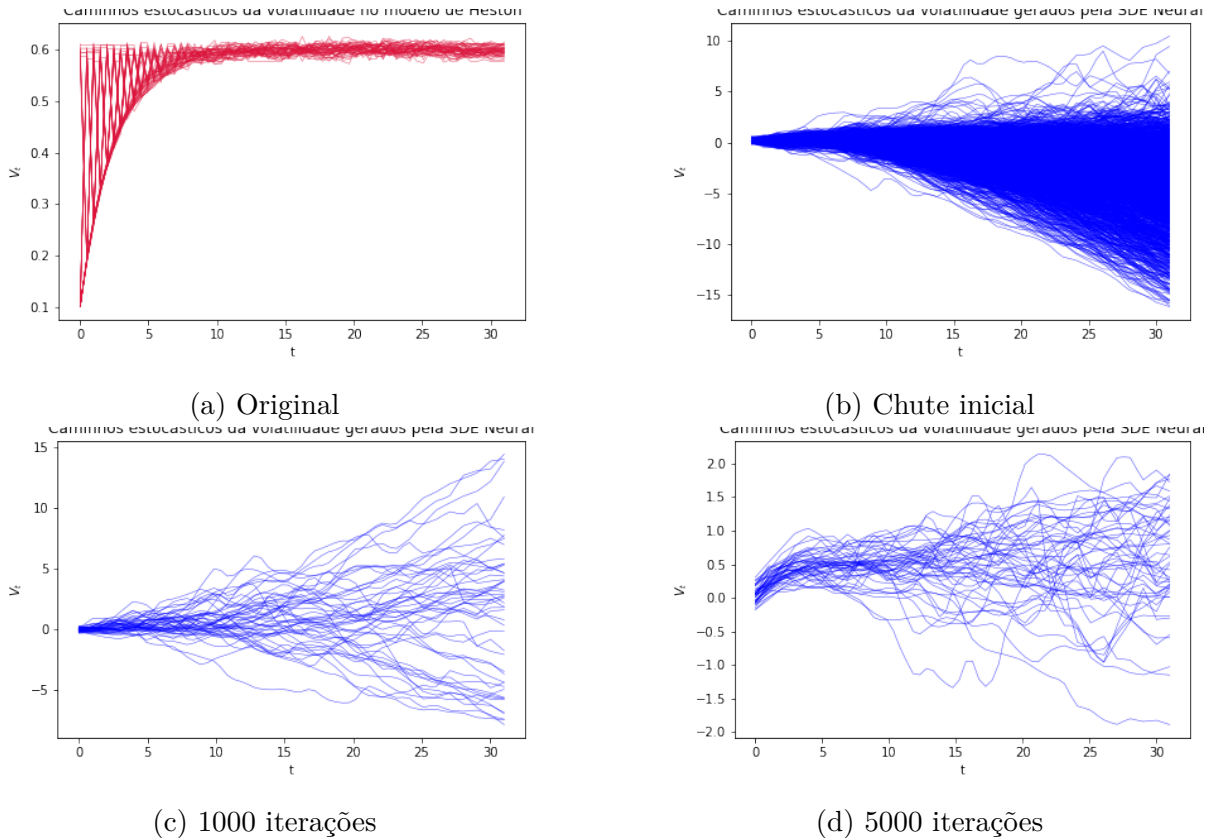 Caminhos estocásticos da volatilidade no modelo de Heston
0.6
0.5
0.4
0.3
0.2
0.1
V_t
0 5 10 15 20 25 30
t
(a) Original
Caminhos estocásticos da volatilidade gerados pela SDE Neural
10
5
0
−5
−10
−15
V_t
0 5 10 15 20 25 30
t
(b) Chute inicial
Caminhos estocásticos da volatilidade gerados pela SDE Neural
15
10
5
0
−5
V_t
0 5 10 15 20 25 30
t
(c) 1000 iterações
Caminhos estocásticos da volatilidade gerados pela SDE Neural
2.0
1.5
1.0
0.5
0.0
−0.5
−1.0
−1.5
−2.0
V_t
0 5 10 15 20 25 30
t
(d) 5000 iterações